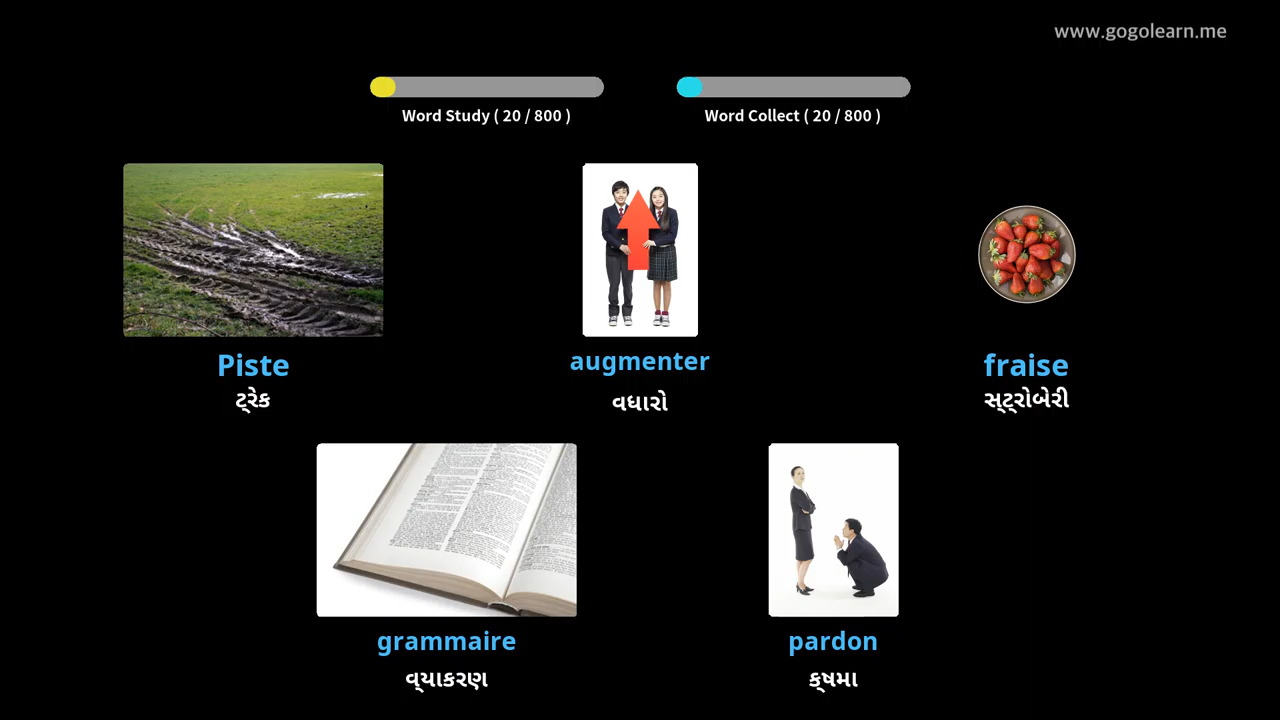 www.gogolearn.me
Word Study ( 20 / 800 )
Word Collect ( 20 / 800 )
Piste
ટ્રેક
augmenter
વધારો
fraise
સ્ટ્રોબેરી
grammaire
વ્યાકરણ
pardon
ક્ષમા